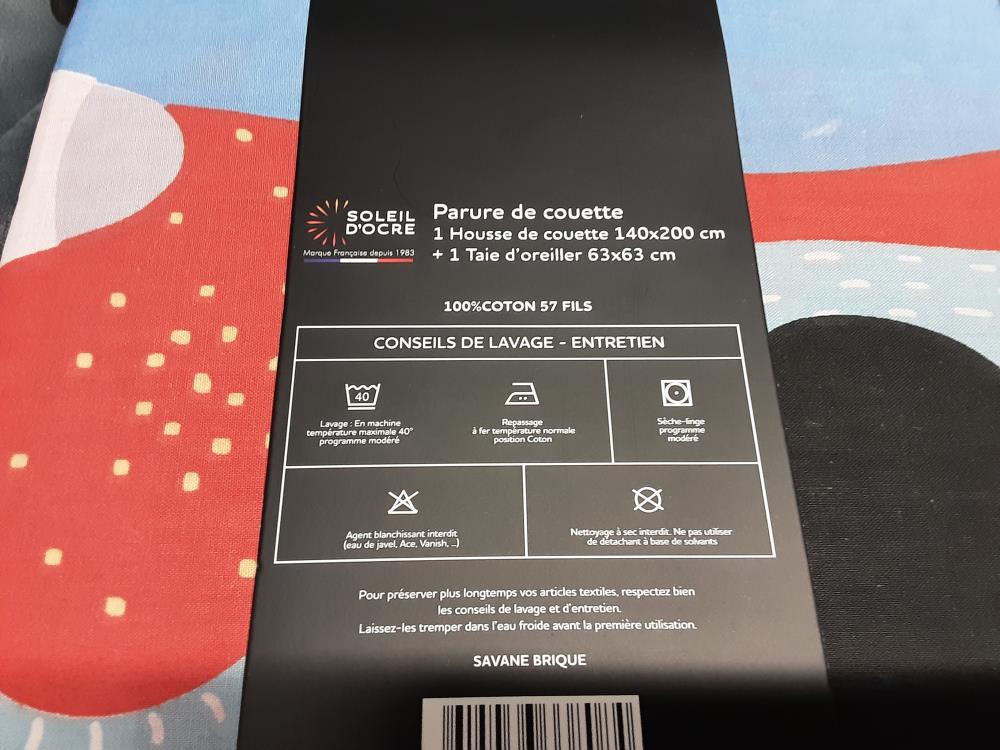 SOLEIL
D'OCRE
Marque Française depuis 1983
Parure de couette
1 Housse de couette 140x200 cm
+ 1 Taie d'oreiller 63x63 cm
100%COTON 57 FILS
CONSEILS DE LAVAGE - ENTRETIEN
40
Lavage : En machine
température maximale 40°
programme modéré
Repassage
à fer température normale
position Coton
Sèche-linge
programme
modéré
Agent blanchissant interdit
(eau de javel, Ace, Vanish, ...)
Nettoyage à sec interdit. Ne pas utiliser
de détachant à base de solvants
Pour préserver plus longtemps vos articles textiles, respectez bien
les conseils de lavage et d'entretien.
Laissez-les tremper dans l'eau froide avant la première utilisation.
SAVANE BRIQUE